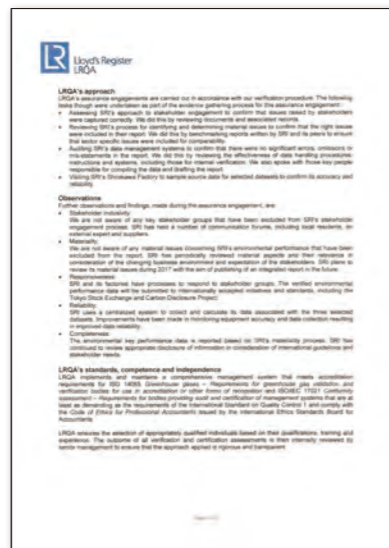 LR
Lloyd's Register
LRQA
LRQA's approach
LRQA's assurance engagements are carried out in accordance with our verification procedure. The following
tasks though were undertaken as part of the evidence gathering process for this assurance engagement:
• Assessing SRI's approach to stakeholder engagement to confirm that issues raised by stakeholders
were captured correctly. We did this by reviewing documents and associated records.
• Reviewing SRI's process for identifying and determining material issues to confirm that the right issues
were included in their report. We did this by benchmarking reports written by SRI and its peers to ensure
that sector specific issues were included for comparability.
• Auditing SRI's data management systems to confirm that there were no significant errors, omissions or
mis-statements in the report. We did this by reviewing the effectiveness of data handling procedures,
instructions and systems, including those for internal verification. We also spoke with those key people
responsible for compiling the data and drafting the report.
• Visiting SRI's Shirakawa Factory to sample source data for selected datasets to confirm its accuracy and
reliability.
Observations
Further observations and findings, made during the assurance engagement, are:
• Stakeholder inclusivity:
We are not aware of any key stakeholder groups that have been excluded from SRI's stakeholder
engagement process. SRI has held a number of communication forums, including local residents, an
external expert and suppliers.
• Materiality:
We are not aware of any material issues concerning SRI's environmental performance that have been
excluded from the report. SRI has periodically reviewed material aspects and their relevance in
consideration of the changing business environment and expectation of the stakeholders. SRI plans to
review its material issues during 2017 with the aim of publishing of an integrated report in the future.
• Responsiveness:
SRI and its factories have processes to respond to stakeholder groups. The verified environmental
performance data will be submitted to internationally accepted initiatives and standards, including the
Tokyo Stock Exchange and Carbon Disclosure Project.
• Reliability:
SRI uses a centralized system to collect and calculate its data associated with the three selected
datasets. Improvements have been made in monitoring equipment accuracy and data collection resulting
in improved data reliability.
• Completeness:
The environmental key performance data is reported based on SRI's materiality process. SRI has
continued to review appropriate disclosure of information in consideration of international guidelines and
stakeholder needs.
LRQA's standards, competence and independence
LRQA implements and maintains a comprehensive management system that meets accreditation
requirements for ISO 14065 Greenhouse gases – Requirements for greenhouse gas validation and
verification bodies for use in accreditation or other forms of recognition and ISO/IEC 17021 Conformity
assessment – Requirements for bodies providing audit and certification of management systems that are at
least as demanding as the requirements of the International Standard on Quality Control 1 and comply with
the Code of Ethics for Professional Accountants issued by the International Ethics Standards Board for
Accountants.
LRQA ensures the selection of appropriately qualified individuals based on their qualifications, training and
experience. The outcome of all verification and certification assessments is then internally reviewed by
senior management to ensure that the approach applied is rigorous and transparent.